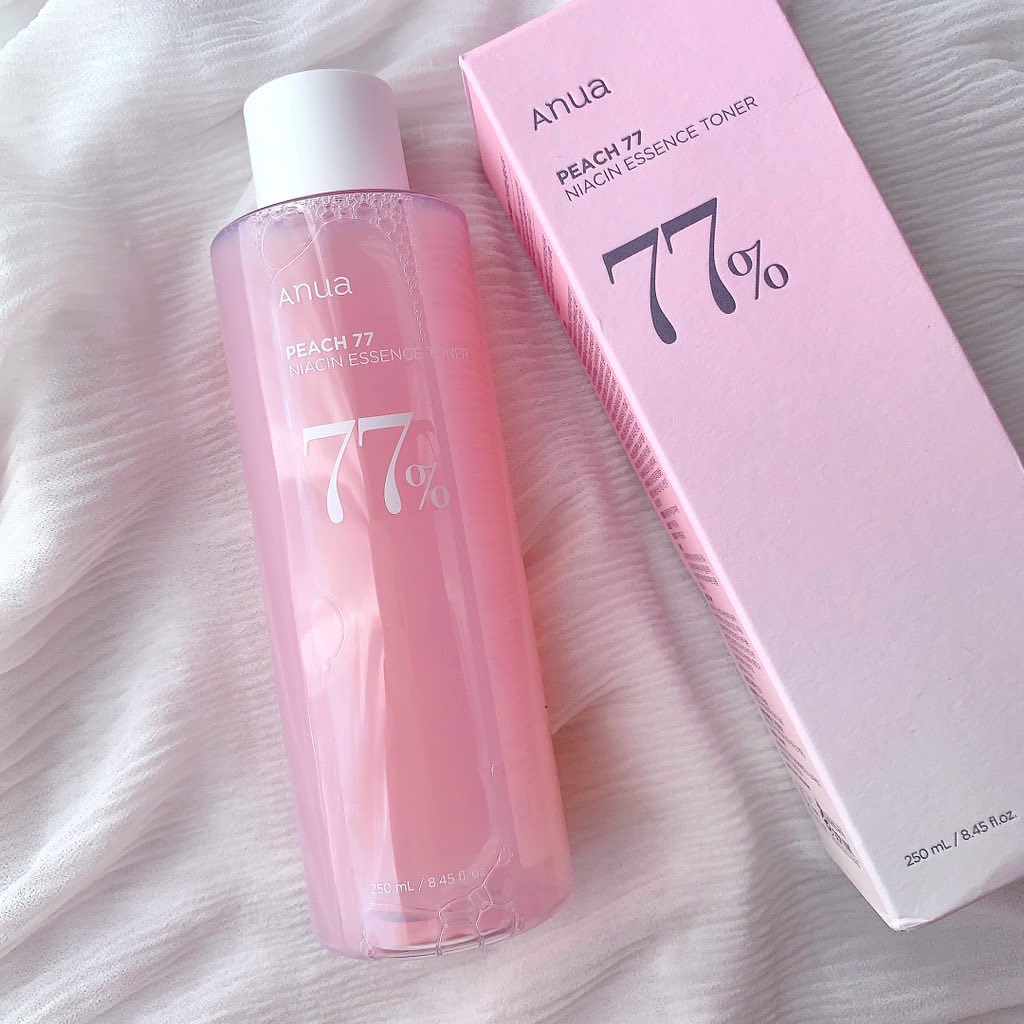 Anua
PEACH 77
NIACIN ESSENCE TONER
77%
250 mL / 8.45 fl.oz.
Anua
PEACH 77
NIACIN ESSENCE TONER
77%
250 mL / 8.45 fl.oz.